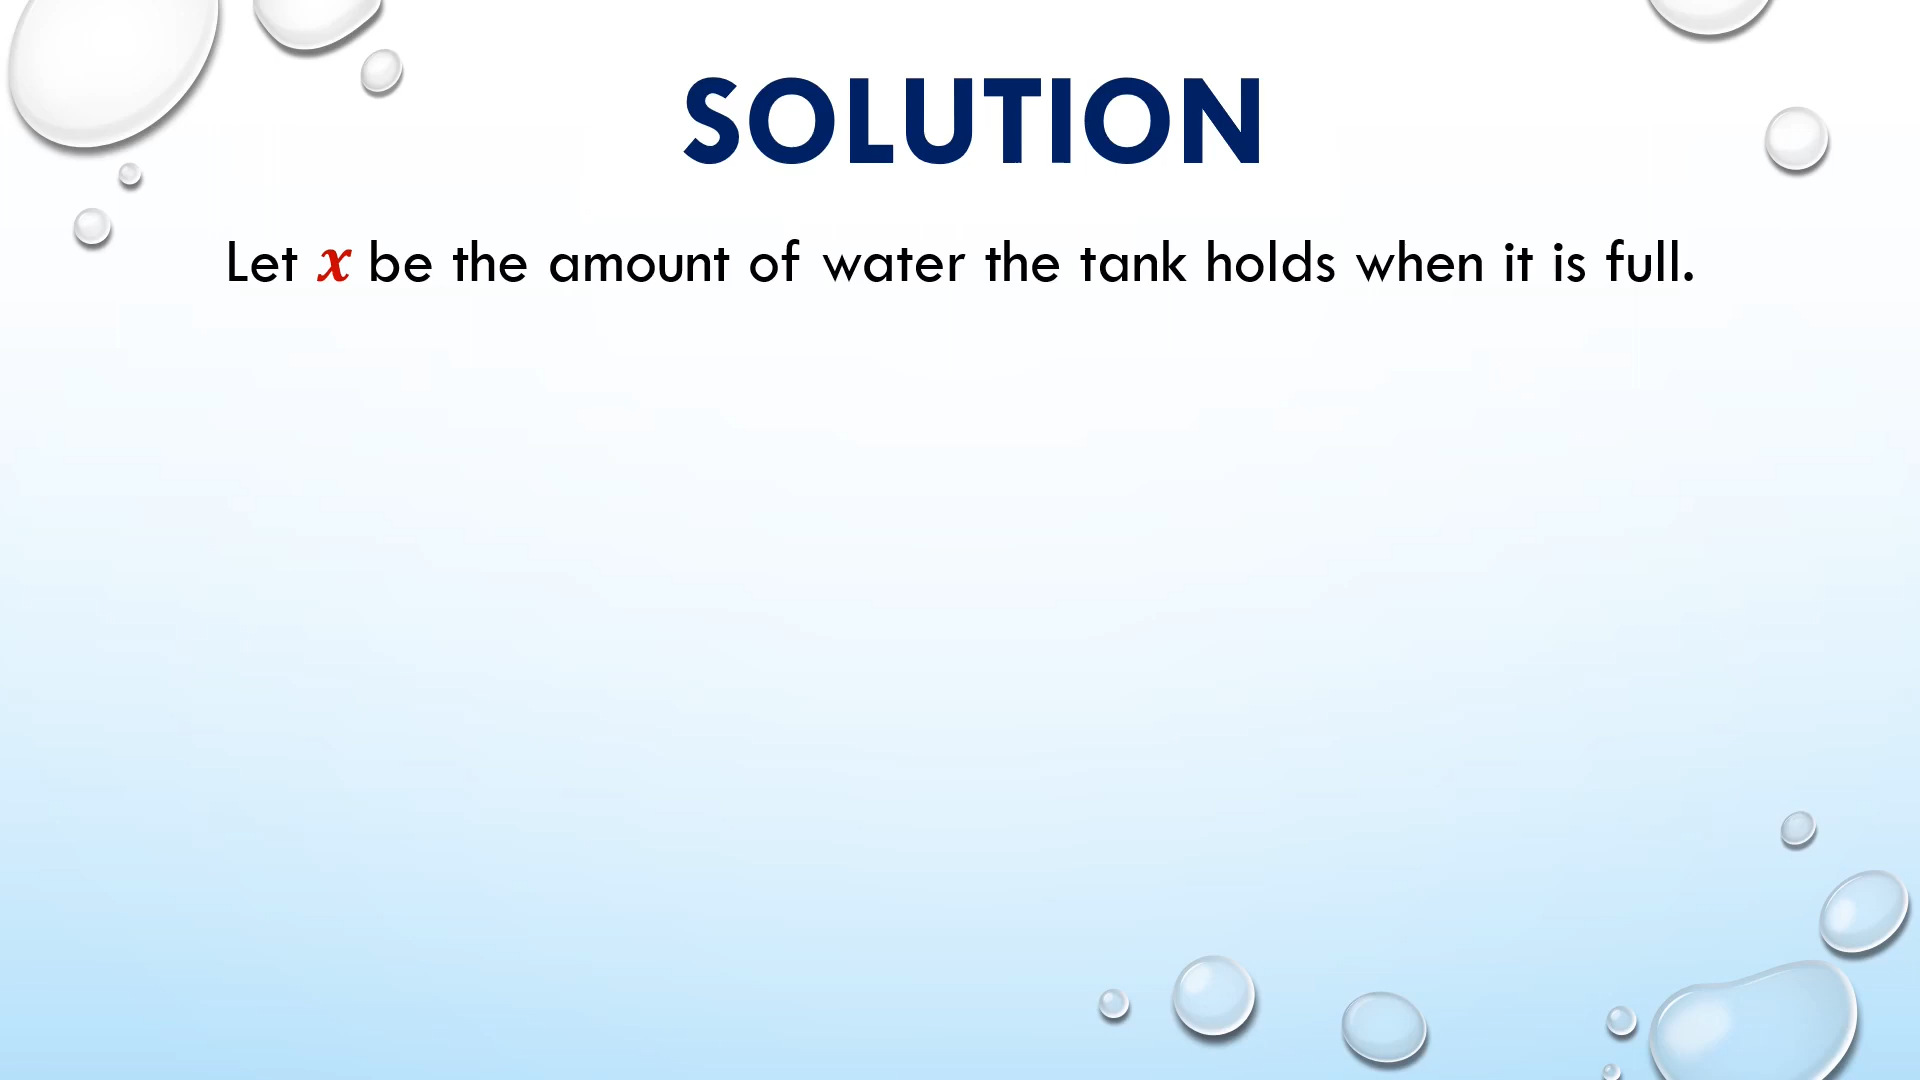 SOLUTION
Let x be the amount of water the tank holds when it is full.